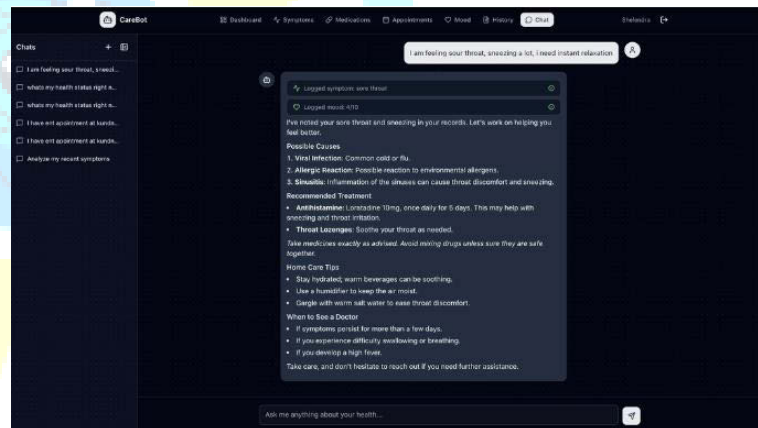 CareBot
Dashboard Symptoms Medications Appointments Mood History Chat
Shelendra
Chats
I am feeling sour throat, sneezi...
whats my health status right n...
whats my health status right n...
I have ent apointment at kunde...
I have ent apointment at kunde...
Analyze my recent symptoms
I am feeling sour throat, sneezing a lot, i need instant relaxation
Logged symptom: sore throat
Logged mood: 4/10
I've noted your sore throat and sneezing in your records. Let's work on helping you
feel better.
Possible Causes
1. Viral Infection: Common cold or flu.
2. Allergic Reaction: Possible reaction to environmental allergens.
3. Sinusitis: Inflammation of the sinuses can cause throat discomfort and sneezing.
Recommended Treatment
• Antihistamine: Loratadine 10mg, once daily for 5 days. This may help with
sneezing and throat irritation.
• Throat Lozenges: Soothe your throat as needed.
Take medicines exactly as advised. Avoid mixing drugs unless sure they are safe
together.
Home Care Tips
• Stay hydrated; warm beverages can be soothing.
• Use a humidifier to keep the air moist.
• Gargle with warm salt water to ease throat discomfort.
When to See a Doctor
• If symptoms persist for more than a few days.
• If you experience difficulty swallowing or breathing.
• If you develop a high fever.
Take care, and don't hesitate to reach out if you need further assistance.
Ask me anything about your health...